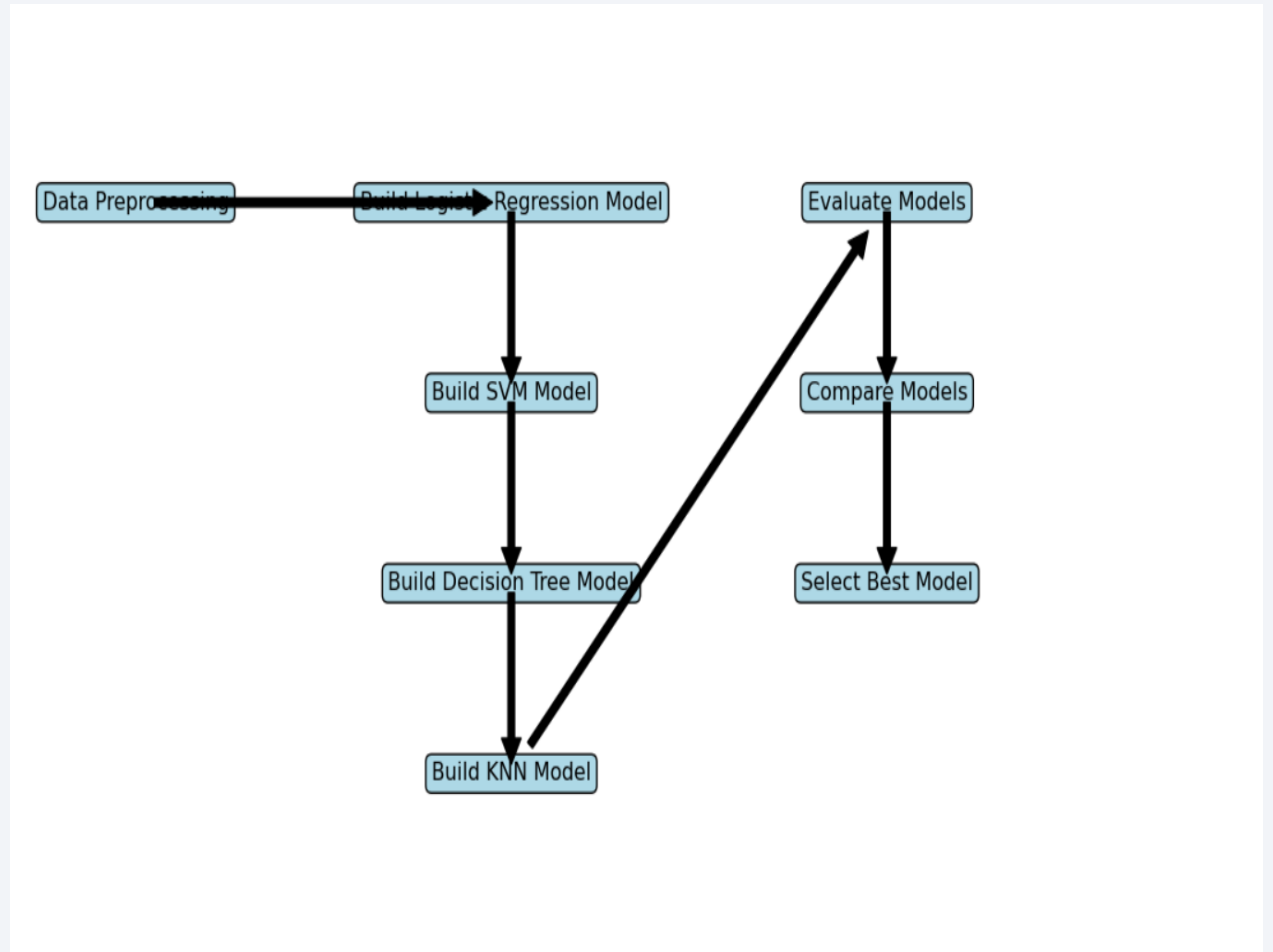 Data Preprocessing
Build Logistic Regression Model
Build SVM Model
Build Decision Tree Model
Build KNN Model
Evaluate Models
Compare Models
Select Best Model